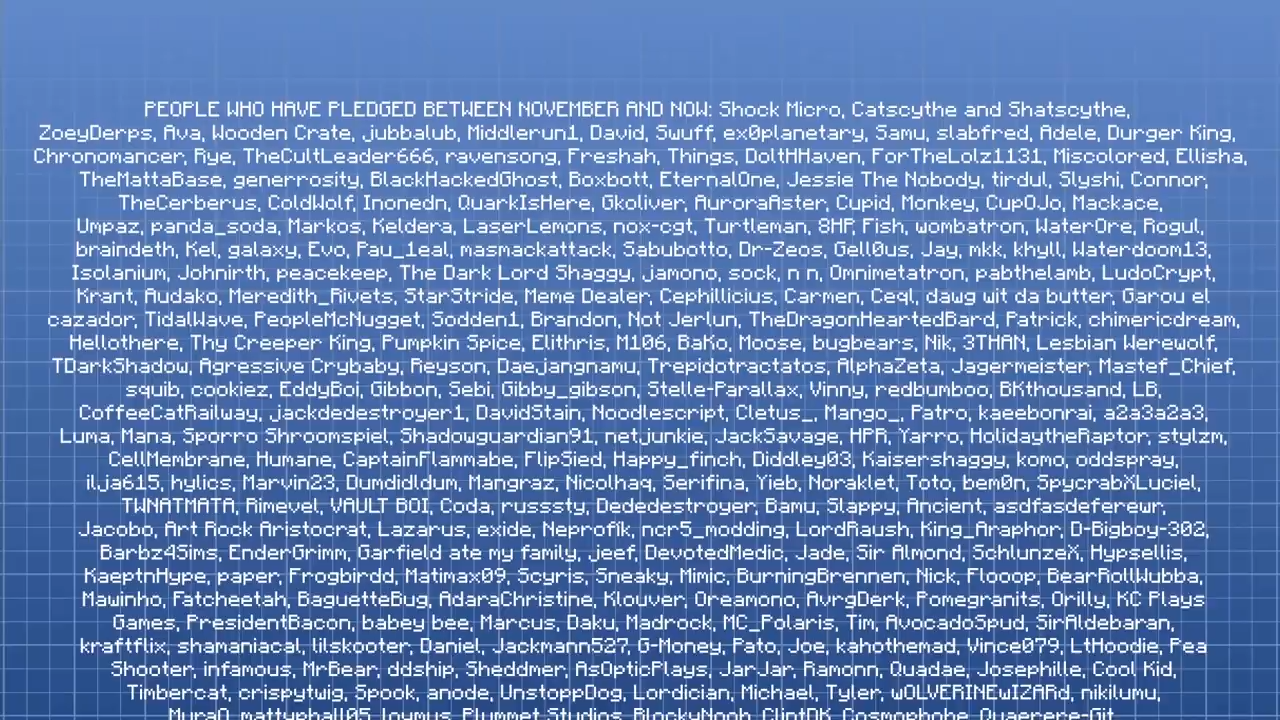 PEOPLE WHO HAVE PLEDGED BETWEEN NOVEMBER AND NOW: Shock Micro, Catscythe and Shatscythe,
ZoeyDerps, Ava, Wooden Crate, jubbalub, Middlerun1, David, Swuff, ex0planetary, Samu, slabfred, Adele, Durger King,
Chronomancer, Rye, TheCultLeader666, ravensong, Freshah, Things, DoltHHaven, ForTheLolz1131, Miscolored, Ellisha,
TheMattaBase, generrosity, BlackHackedGhost, Boxbott, EternalOne, Jessie The Nobody, tirdul, Slyshi, Connor,
TheCerberus, ColdWolf, Inonedn, QuarkIsHere, Gkoliver, AuroraAster, Cupid, Monkey, CupOJo, Mackace,
Umpaz, panda_soda, Markos, Keldera, LaserLemons, nox-cgt, Turtleman, 8HP, Fish, wombatron, WaterOre, Rogul,
braindeth, Kel, galaxy, Evo, Pau_1eal, masmackattack, Sabubotto, Dr-Zeos, Gell0us, Jay, mkk, khyll, Waterdoom13,
Isolanium, Johnirth, peacekeep, The Dark Lord Shaggy, jamono, sock, n n, Omnimetatron, pabthelamb, LudoCrypt,
Krant, Audako, Meredith_Rivets, StarStride, Meme Dealer, Cephillicius, Carmen, Ceql, dawg wit da butter, Garou el
cazador, TidalWave, PeopleMcNugget, Sodden1, Brandon, Not Jerlun, TheDragonHeartedBard, Patrick, chimericdream,
Hellothere, Thy Creeper King, Pumpkin Spice, Elithris, M106, BaKo, Moose, bugbears, Nik, 3THAN, Lesbian Werewolf,
TDarkShadow, Agressive Crybaby, Reyson, Daejangnamu, Trepidotractatos, AlphaZeta, Jagermeister, Mastef_Chief,
squib, cookiez, EddyBoi, Gibbon, Sebi, Gibby_gibson, Stelle-Parallax, Vinny, redbumboo, BKthousand, LB,
CoffeeCatRailway, jackdedestroyer1, DavidStain, Noodlescript, Cletus_, Mango_, Patro, kaeebonrai, a2a3a2a3,
Luma, Mana, Sporro Shroomspiel, Shadowguardian91, netjunkie, JackSavage, HPR, Yarro, HolidaytheRaptor, stylzm,
CellMembrane, Humane, CaptainFlammabe, FlipSied, Happy_finch, Diddley03, Kaisershaggy, komo, oddspray,
ilja615, hylics, Marvin23, Dumdidldum, Mangraz, Nicolhaq, Serifina, Yieb, Noraklet, Toto, bem0n, SpycrabXLuciel,
TWNATMATA, Rimevel, VAULT BOI, Coda, russsty, Dededestroyer, Bamu, Slappy, Ancient, asdfasdeferewr,
Jacobo, Art Rock Aristocrat, Lazarus, exide, Neprofik, ncr5_modding, LordRaush, King_Araphor, D-Bigboy-302,
Barbz4Sims, EnderGrimm, Garfield ate my family, jeef, DevotedMedic, Jade, Sir Almond, SchlunzeX, Hypsellis,
KaeptnHype, paper, Frogbirdd, Matimax09, Scyris, Sneaky, Mimic, BurningBrennen, Nick, Flooop, BearRollWubba,
Mawinho, Fatcheetah, BaguetteBug, AdaraChristine, Klouver, Oreamono, AvrgDerk, Pomegranits, Orilly, KC Plays
Games, PresidentBacon, babey bee, Marcus, Daku, Madrock, MC_Polaris, Tim, AvocadoSpud, SirAldebaran,
kraftflix, shamaniacal, lilskooter, Daniel, Jackmann527, G-Money, Pato, Joe, kahothemad, Vince079, LtHoodie, Pea
Shooter, infamous, MrBear, ddship, Sheddmer, AsOpticPlays, JarJar, Ramonn, Quadae, Josephille, Cool Kid,
Timbercat, crispytwig, Spook, anode, UnstoppDog, Lordician, Michael, Tyler, wOLVERINEwIZARd, nikilumu,
Plummet Studios, BlockyNoob, ClintDK, Cosmophobe, Quaerere-Git